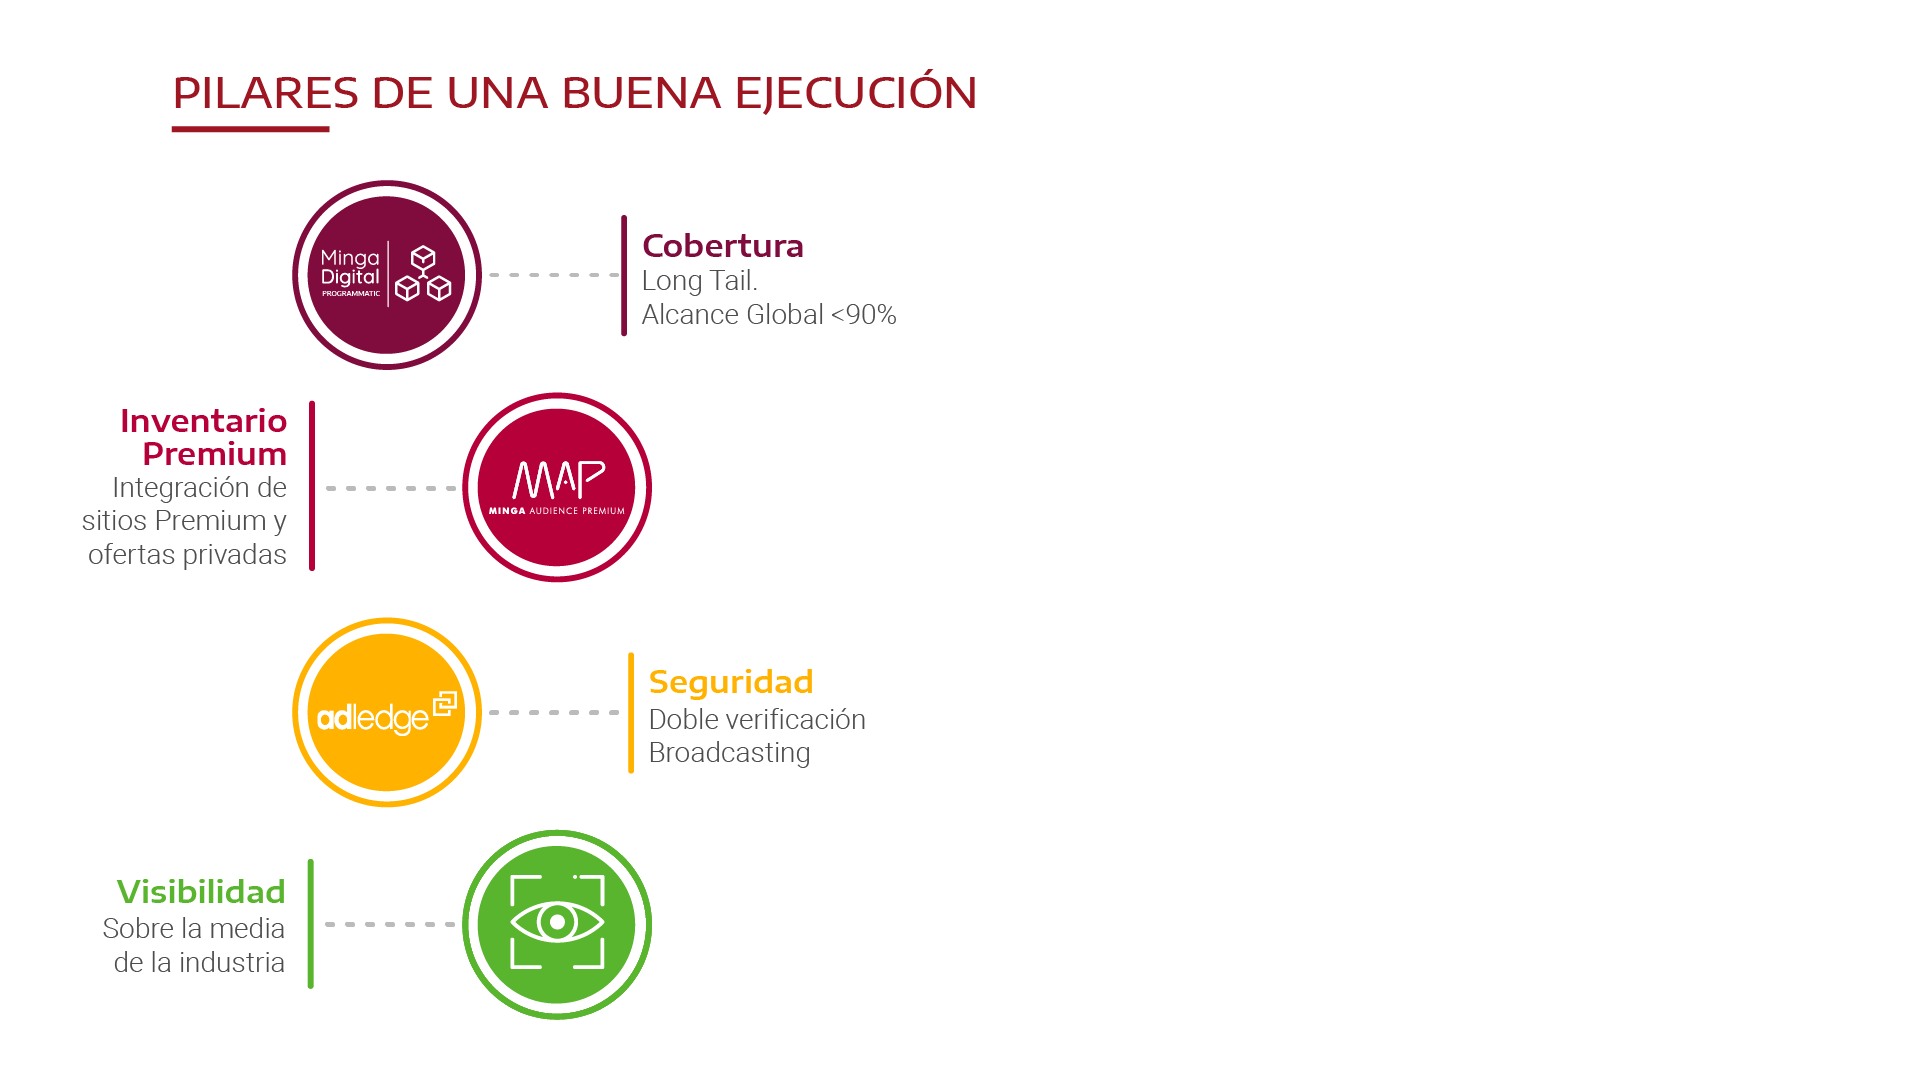 PILARES DE UNA BUENA EJECUCIÓN
Minga
Digital
PROGRAMMATIC
Cobertura
Long Tail.
Alcance Global <90%
Inventario
Premium
Integración de
sitios Premium y
ofertas privadas
MAP
MINGA AUDIENCE PREMIUM
adledge
Seguridad
Doble verificación
Broadcasting
Visibilidad
Sobre la media
de la industria